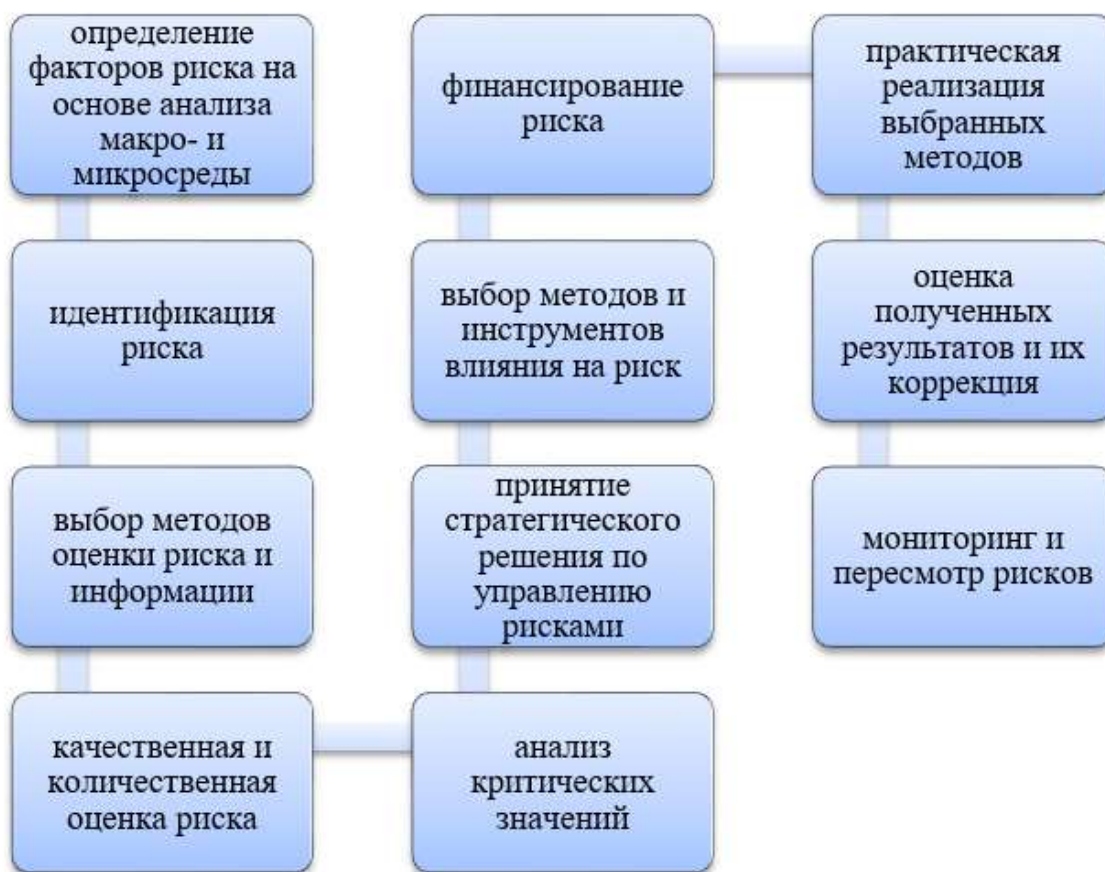 определение
факторов риска на
основе анализа
макро- и
микросреды
идентификация
риска
выбор методов
оценки риска и
информации
качественная и
количественная
оценка риска
анализ
критических
значений
принятие
стратегического
решения по
управлению
рисками
выбор методов и
инструментов
влияния на риск
финансирование
риска
практическая
реализация
выбранных
методов
оценка
полученных
результатов и их
коррекция
мониторинг и
пересмотр рисков